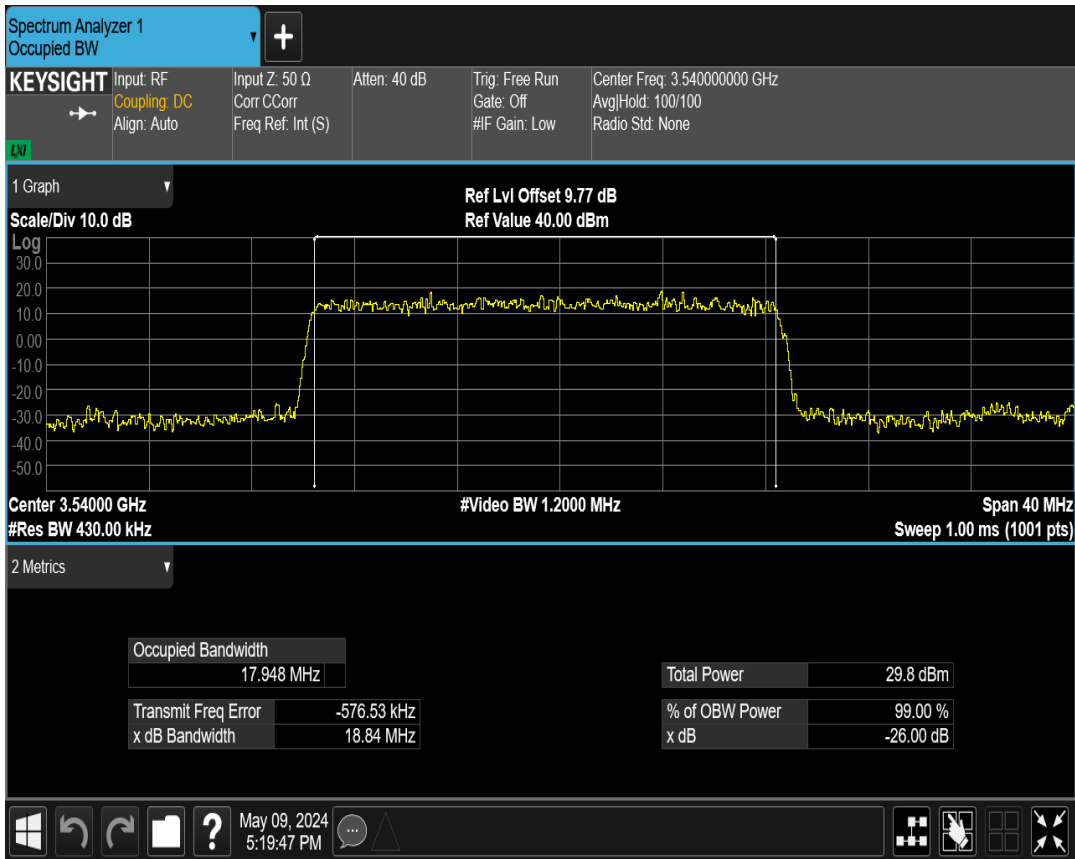 Spectrum Analyzer 1
Occupied BW
KEYSIGHT
LXI
Input: RF
Coupling: DC
Align: Auto
Input Z: 50 Ω
Corr CCorr
Freq Ref: Int (S)
Atten: 40 dB
Trig: Free Run
Gate: Off
#IF Gain: Low
Center Freq: 3.540000000 GHz
Avg|Hold: 100/100
Radio Std: None
1 Graph
Scale/Div 10.0 dB
Ref Lvl Offset 9.77 dB
Ref Value 40.00 dBm
Log
30.0
20.0
10.0
0.00
-10.0
-20.0
-30.0
-40.0
-50.0
Center 3.54000 GHz
#Video BW 1.2000 MHz
Span 40 MHz
#Res BW 430.00 kHz
Sweep 1.00 ms (1001 pts)
2 Metrics
Occupied Bandwidth
17.948 MHz
Total Power 29.8 dBm
Transmit Freq Error -576.53 kHz
% of OBW Power 99.00 %
x dB Bandwidth 18.84 MHz
x dB -26.00 dB
May 09, 2024
5:19:47 PM